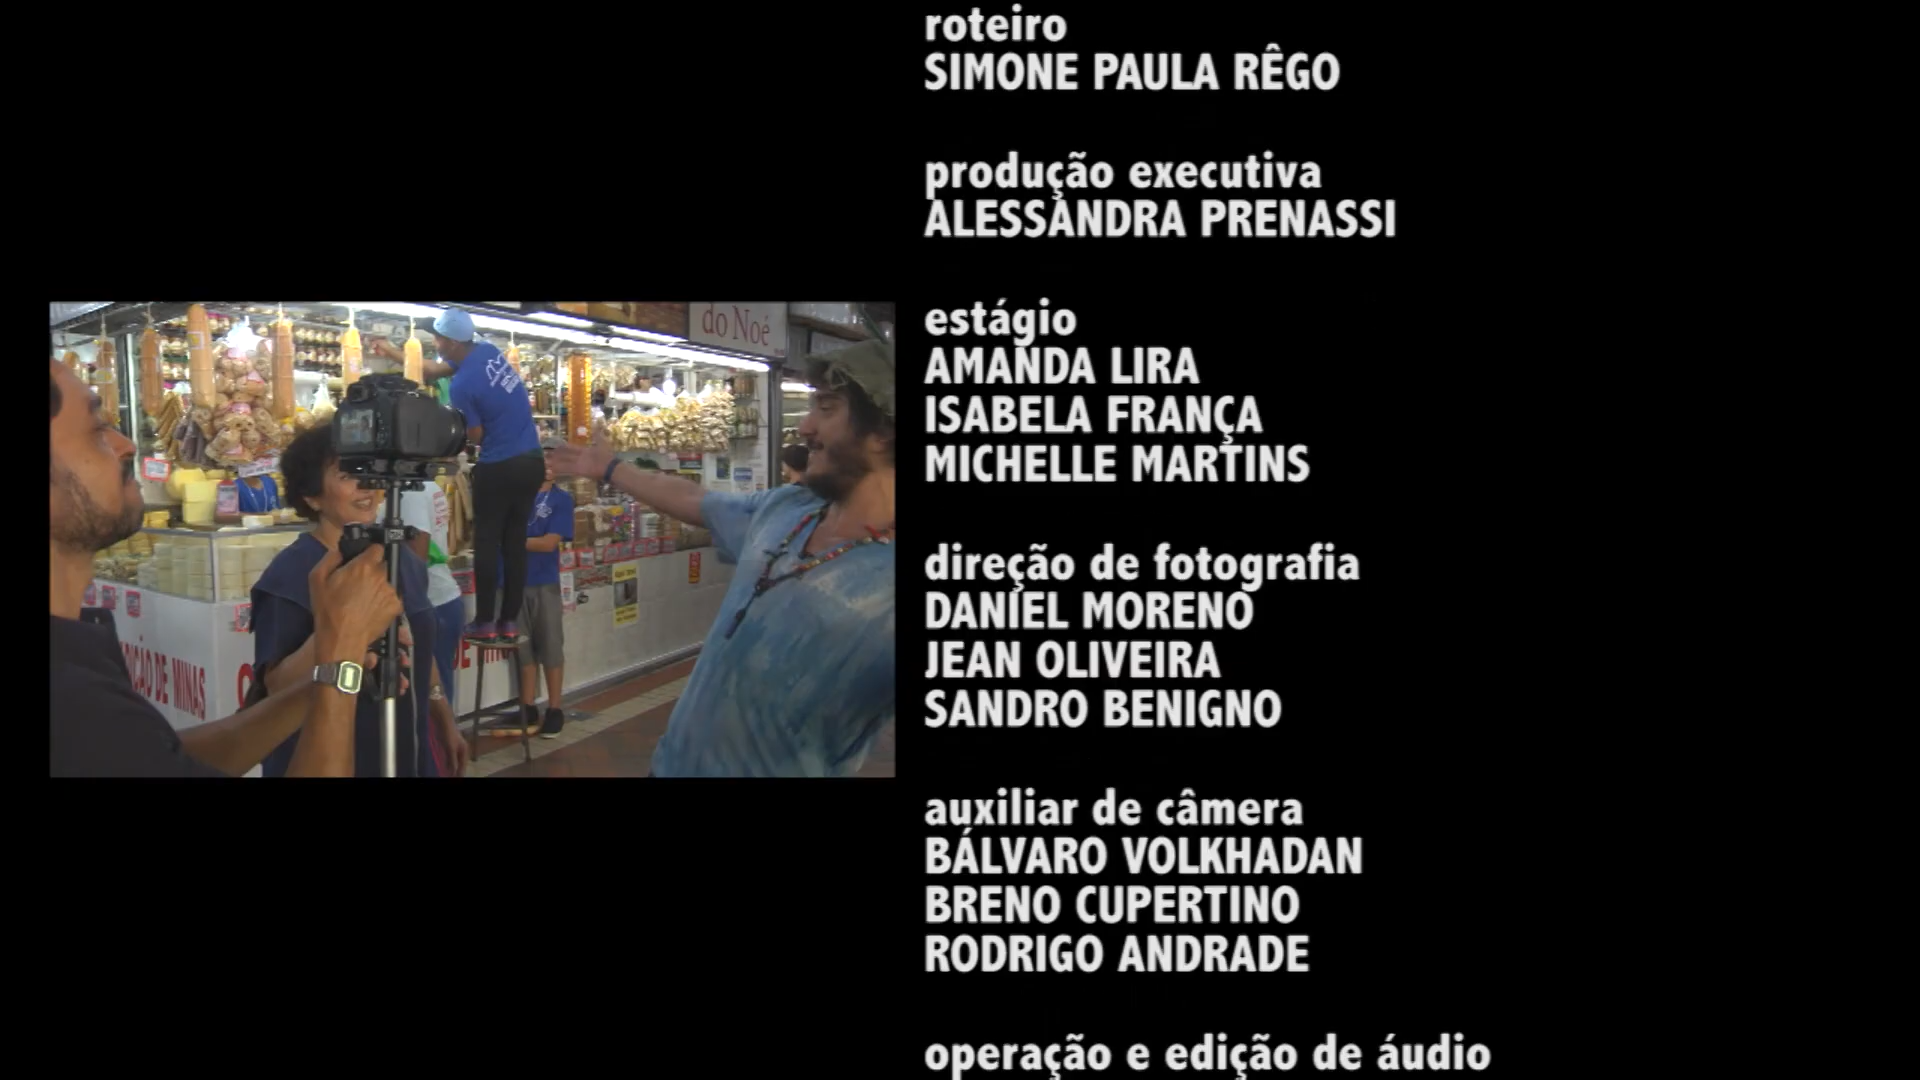 roteiro
SIMONE PAULA RÊGO
produção executiva
ALESSANDRA PRENASSI
estágio
AMANDA LIRA
ISABELA FRANÇA
MICHELLE MARTINS
direção de fotografia
DANIEL MORENO
JEAN OLIVEIRA
SANDRO BENIGNO
auxiliar de câmera
BÁLVARO VOLKHADAN
BRENO CUPERTINO
RODRIGO ANDRADE
operação e edição de áudio
do Noé
DE MINAS